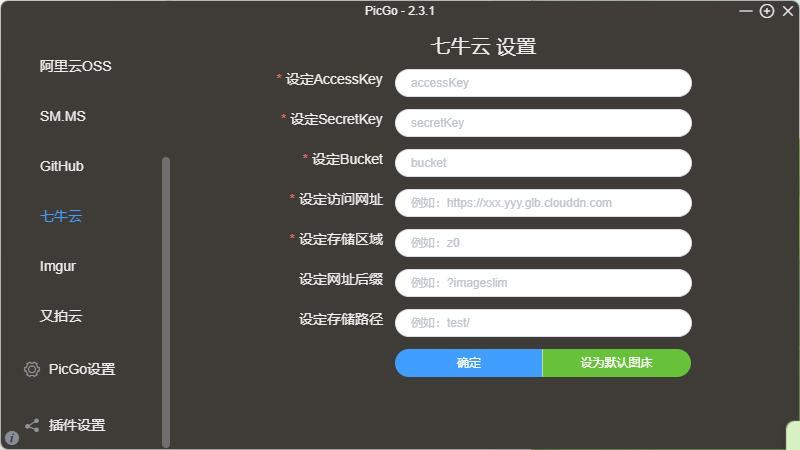 PicGo - 2.3.1
阿里云OSS
SM.MS
GitHub
七牛云
Imgur
又拍云
PicGo设置
插件设置
七牛云 设置
* 设定AccessKey
accessKey
* 设定SecretKey
secretKey
* 设定Bucket
bucket
* 设定访问网址
例如：https://xxx.yyy.glb.clouddn.com
* 设定存储区域
例如：z0
设定网址后缀
例如：?imageslim
设定存储路径
例如：test/
确定
设为默认图床